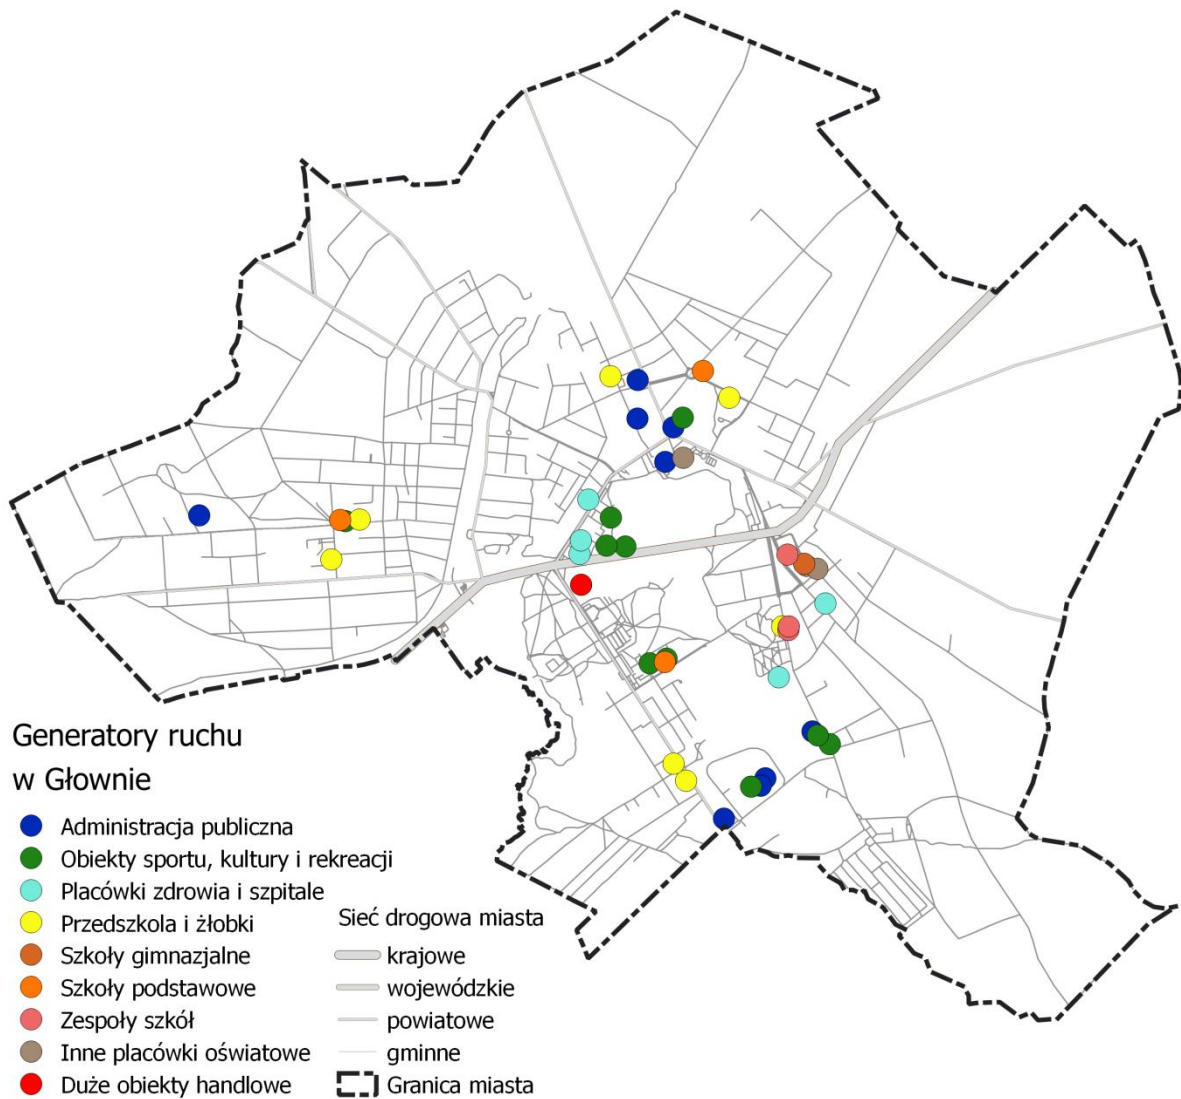 Generatory ruchu
w Głownie
Administracja publiczna
Obiekty sportu, kultury i rekreacji
Placówki zdrowia i szpitale
Przedszkola i żłobki
Szkoły gimnazjalne
Szkoły podstawowe
Zespoły szkół
Inne placówki oświatowe
Duże obiekty handlowe
Sieć drogowa miasta
krajowe
wojewódzkie
powiatowe
gminne
Granica miasta